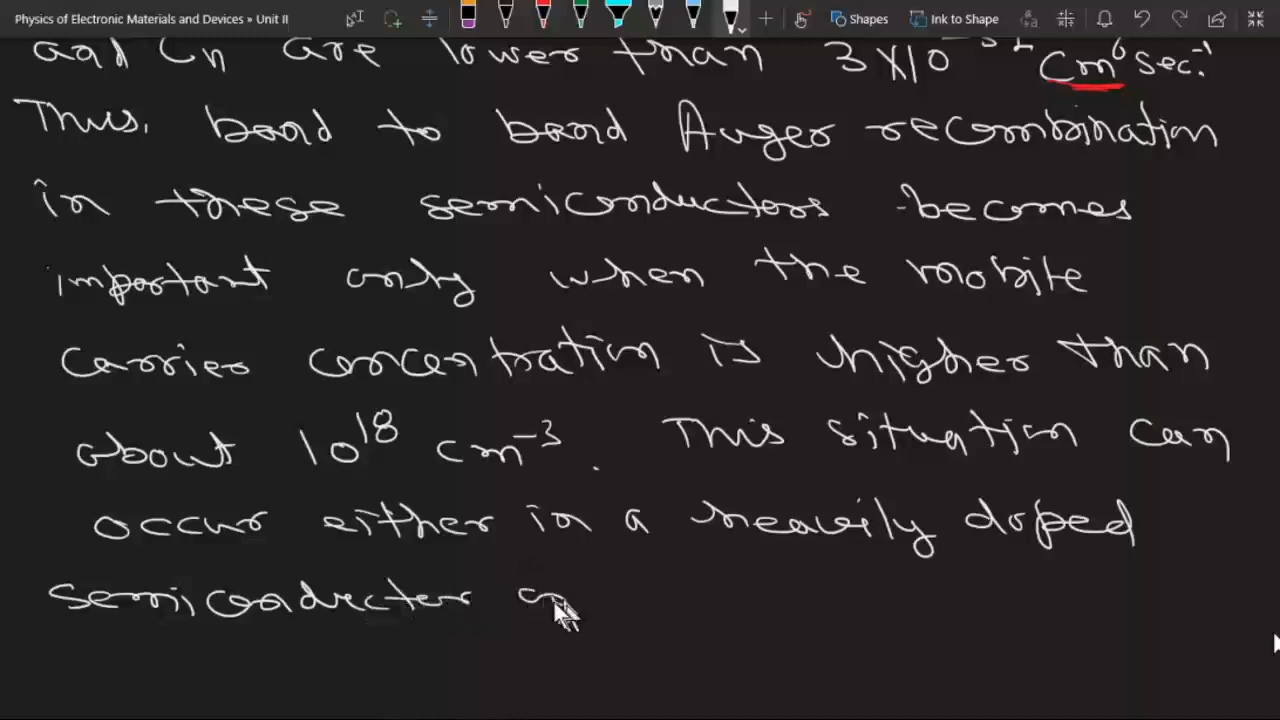 Physics of Electronic Materials and Devices » Unit II
Shapes
Ink to Shape
and Cn are lower than 3 X10 cm⁶ sec.⁻¹
Thus, band to band Auger recombination
in these semiconductors becomes
important only when the mobile
carrier concentration is higher than
about 10¹⁸ cm⁻³. This situation can
occur either in a heavily doped
semiconductor